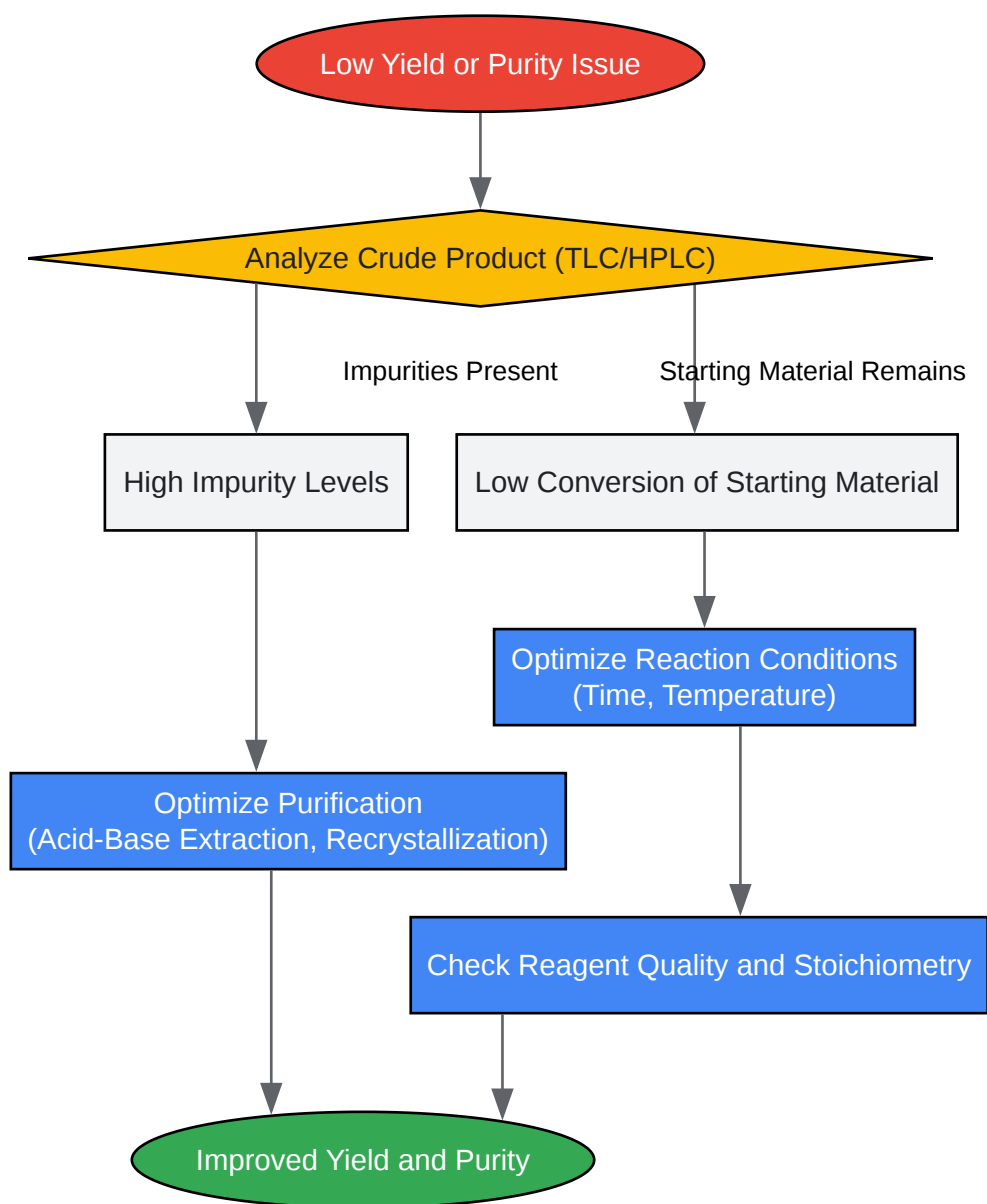 Low Yield or Purity Issue
Analyze Crude Product (TLC/HPLC)
Impurities Present
Starting Material Remains
High Impurity Levels
Low Conversion of Starting Material
Optimize Reaction Conditions
(Time, Temperature)
Optimize Purification
(Acid-Base Extraction, Recrystallization)
Check Reagent Quality and Stoichiometry
Improved Yield and Purity